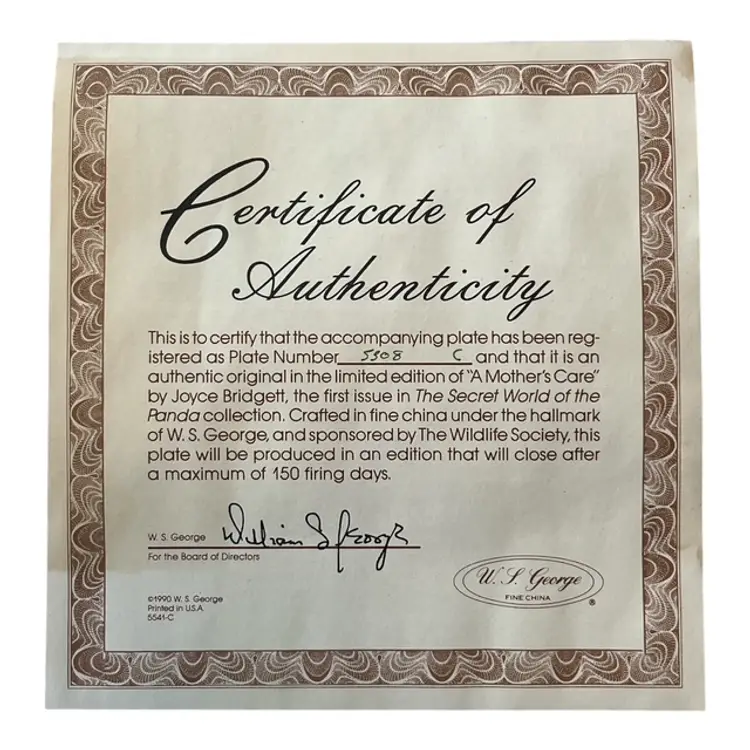 Certificate of
Authenticity
This is to certify that the accompanying plate has been reg-
istered as Plate Number 5508 C and that it is an
authentic original in the limited edition of "A Mother's Care"
by Joyce Bridgett, the first issue in The Secret World of the
Panda collection. Crafted in fine china under the hallmark
of W. S. George, and sponsored by The Wildlife Society, this
plate will be produced in an edition that will close after
a maximum of 150 firing days.
W. S. George William S George
For the Board of Directors
©1990 W. S. George
Printed in U.S.A.
5541-C
W. S. George
FINE CHINA
®